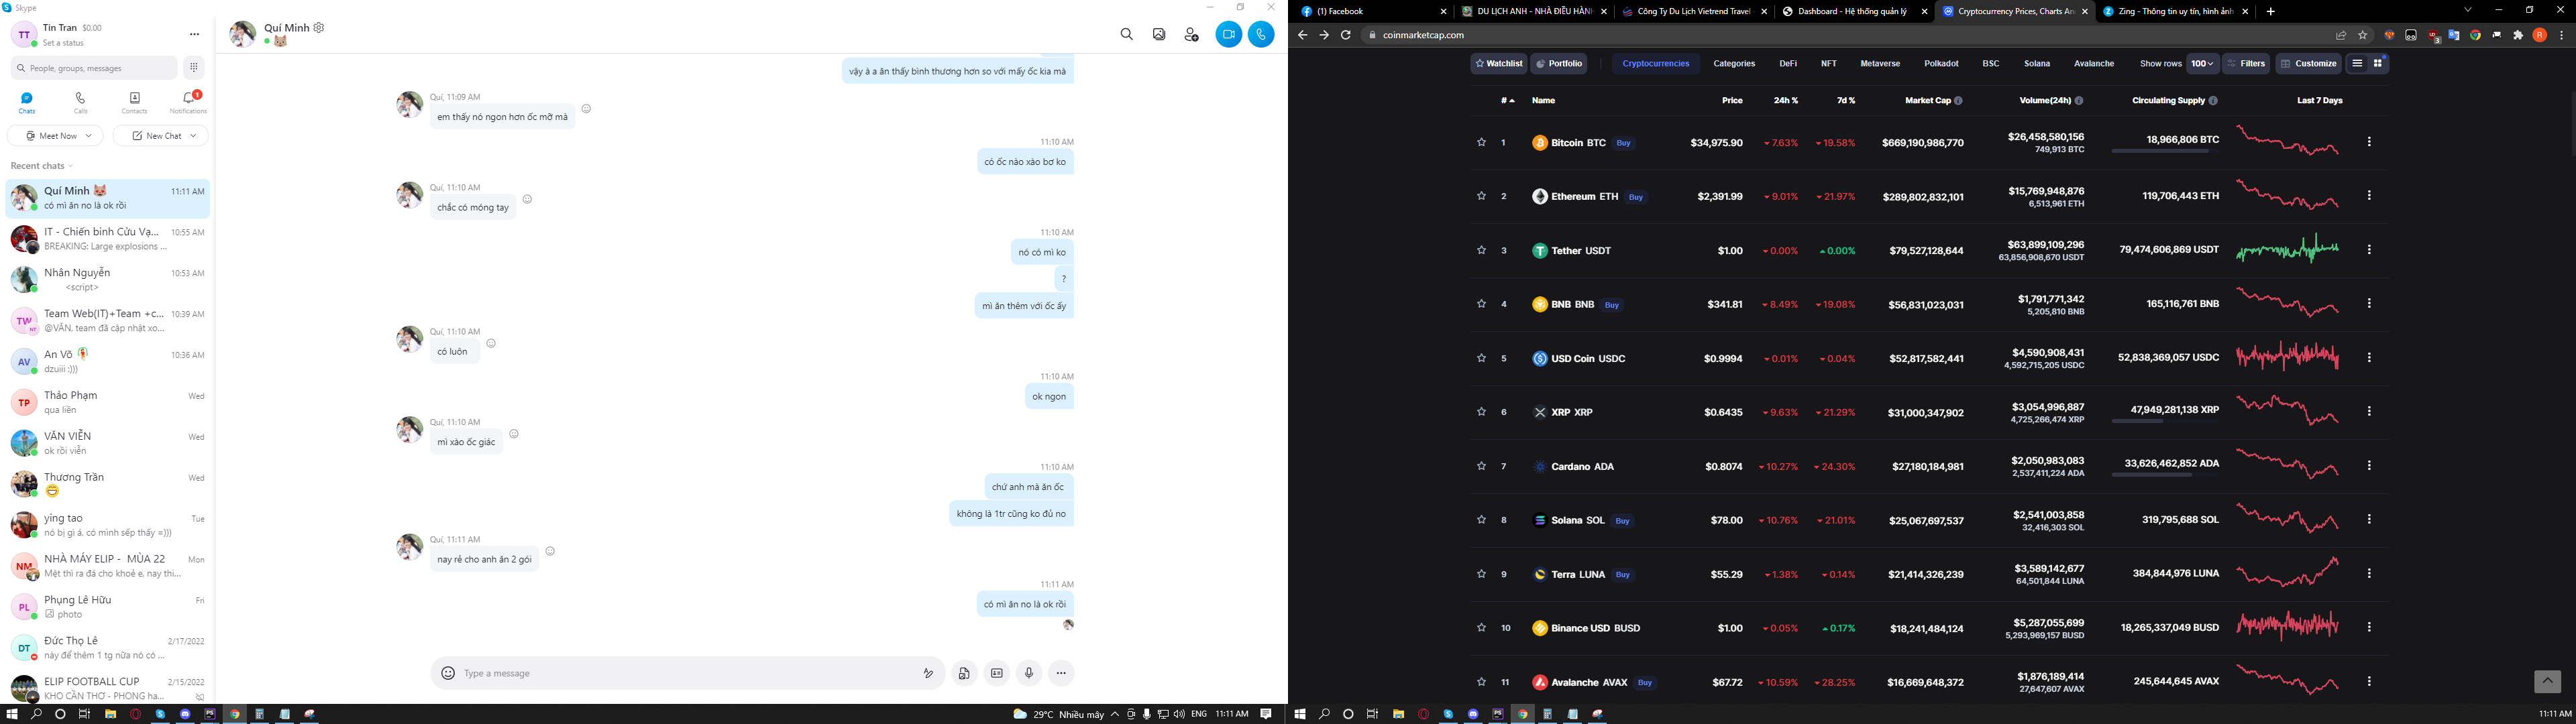 Skype
TT
Tín Tran $0.00
Set a status
People, groups, messages
Chats
Calls
Contacts
Notifications
1
Meet Now
New Chat
Recent chats
Quí Minh
11:11 AM
có mì ăn no là ok rồi
IT - Chiến binh Cửu Vạ...
10:55 AM
BREAKING: Large explosions ...
Nhân Nguyễn
10:53 AM
<script>
TW
NT
Team Web(IT)+Team +c...
10:39 AM
@VĂN, team đã cập nhật xo...
AV
An Võ
10:36 AM
dzuiii :)))
TP
Thảo Phạm
Wed
qua liền
VĂN VIỄN
Wed
ok rồi viễn
Thương Trần
Wed
yỉng tao
Tue
nó bị gì á, có mình sếp thấy =)))
NM
NHÀ MÁY ELIP - MÙA 22
Mon
Mệt thì ra đá cho khoẻ e, nay thi...
PL
Phụng Lê Hữu
Fri
photo
ĐT
Đức Thọ Lê
2/17/2022
này để thêm 1 tg nữa nó có ...
ELIP FOOTBALL CUP
2/15/2022
KHO CẦN THƠ - PHONG ha...
Quí Minh
vậy à a ăn thấy bình thương hơn so với mấy ốc kia mà
Quí, 11:09 AM
em thấy nó ngon hơn ốc mỡ mà
11:10 AM
có ốc nào xào bơ ko
Quí, 11:10 AM
chắc có móng tay
11:10 AM
nó có mì ko
?
mì ăn thêm với ốc ấy
Quí, 11:10 AM
có luôn
11:10 AM
ok ngon
Quí, 11:10 AM
mì xào ốc giác
11:10 AM
chứ anh mà ăn ốc
không là 1tr cũng ko đủ no
Quí, 11:11 AM
nay rẻ cho anh ăn 2 gói
11:11 AM
có mì ăn no là ok rồi
Type a message
29°C Nhiều mây
ENG
11:11 AM
(1) Facebook
DU LỊCH ANH - NHÀ ĐIỀU HÀNH
Công Ty Du Lịch Vietrend Travel
Dashboard - Hệ thống quản lý
Cryptocurrency Prices, Charts An
Zing - Thông tin uy tín, hình ảnh
coinmarketcap.com
3
R
Watchlist
Portfolio
Cryptocurrencies
Categories
DeFi
NFT
Metaverse
Polkadot
BSC
Solana
Avalanche
Show rows
100
Filters
Customize
# Name Price 24h % 7d % Market Cap Volume(24h) Circulating Supply Last 7 Days
1 Bitcoin BTC Buy $34,975.90 7.63% 19.58% $669,190,986,770 $26,458,580,156 18,966,806 BTC
749,913 BTC
2 Ethereum ETH Buy $2,391.99 9.01% 21.97% $289,802,832,101 $15,769,948,876 119,706,443 ETH
6,513,961 ETH
3 Tether USDT $1.00 0.00% 0.00% $79,527,128,644 $63,899,109,296 79,474,606,869 USDT
63,856,908,670 USDT
4 BNB BNB Buy $341.81 8.49% 19.08% $56,831,023,031 $1,791,771,342 165,116,761 BNB
5,205,810 BNB
5 USD Coin USDC $0.9994 0.01% 0.04% $52,817,582,441 $4,590,908,431 52,838,369,057 USDC
4,592,715,205 USDC
6 XRP XRP $0.6435 9.63% 21.29% $31,000,347,902 $3,054,996,887 47,949,281,138 XRP
4,725,266,474 XRP
7 Cardano ADA $0.8074 10.27% 24.30% $27,180,184,981 $2,050,983,083 33,626,462,852 ADA
2,537,411,224 ADA
8 Solana SOL Buy $78.00 10.76% 21.01% $25,067,697,537 $2,541,003,858 319,795,688 SOL
32,416,303 SOL
9 Terra LUNA Buy $55.29 1.38% 0.14% $21,414,326,239 $3,589,142,677 384,844,976 LUNA
64,501,844 LUNA
10 Binance USD BUSD $1.00 0.05% 0.17% $18,241,484,124 $5,287,055,699 18,265,337,049 BUSD
5,293,969,157 BUSD
11 Avalanche AVAX Buy $67.72 10.59% 28.25% $16,669,648,372 $1,876,189,414 245,644,645 AVAX
27,647,607 AVAX
11:11 AM